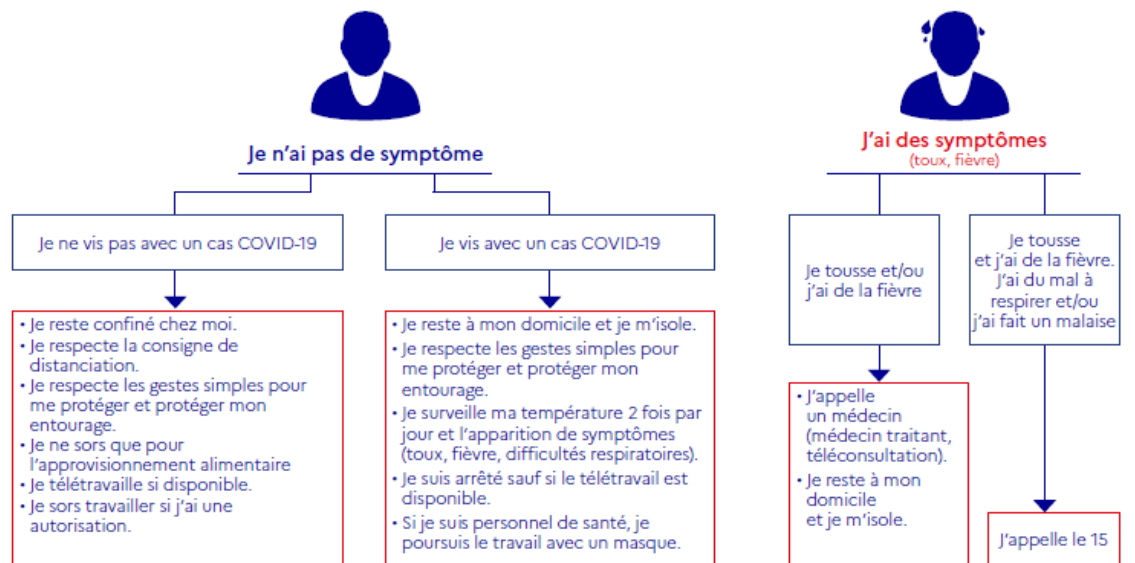 Je n'ai pas de symptôme
J'ai des symptômes
(toux, fièvre)
Je ne vis pas avec un cas COVID-19
Je vis avec un cas COVID-19
Je tousse et/ou
j'ai de la fièvre
Je tousse
et j'ai de la fièvre.
J'ai du mal à
respirer et/ou
j'ai fait un malaise
• Je reste confiné chez moi.
• Je respecte la consigne de
distanciation.
• Je respecte les gestes simples pour
me protéger et protéger mon
entourage.
• Je ne sors que pour
l'approvisionnement alimentaire
• Je télétravaille si disponible.
• Je sors travailler si j'ai une
autorisation.
• Je reste à mon domicile et je m'isole.
• Je respecte les gestes simples pour
me protéger et protéger mon
entourage.
• Je surveille ma température 2 fois par
jour et l'apparition de symptômes
(toux, fièvre, difficultés respiratoires).
• Je suis arrêté sauf si le télétravail est
disponible.
• Si je suis personnel de santé, je
poursuis le travail avec un masque.
• J'appelle
un médecin
(médecin traitant,
téléconsultation).
• Je reste à mon
domicile
et je m'isole.
J'appelle le 15